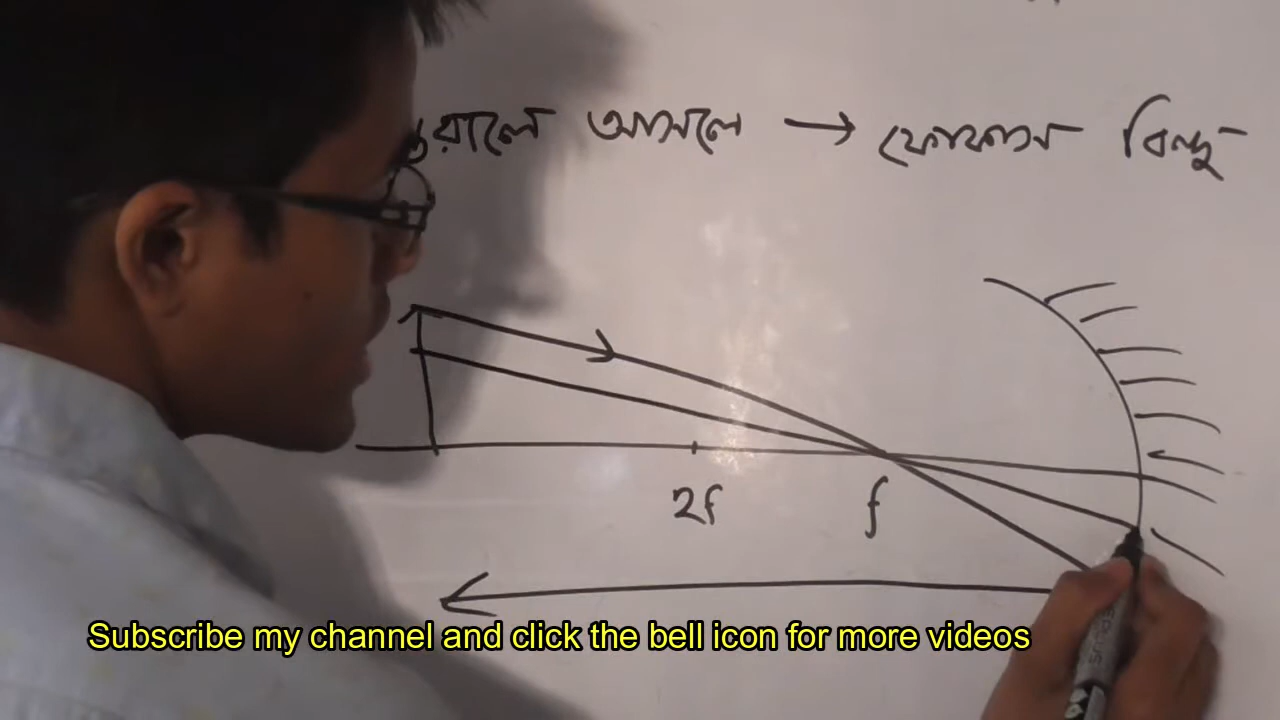 আসলে → ফোকাস বিন্দু
2f f
Subscribe my channel and click the bell icon for more videos